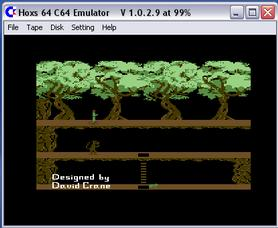 Hoxs 64 C64 Emulator V 1.0.2.9 at 99%
File Tape Disk Setting Help
Designed by
David Crane